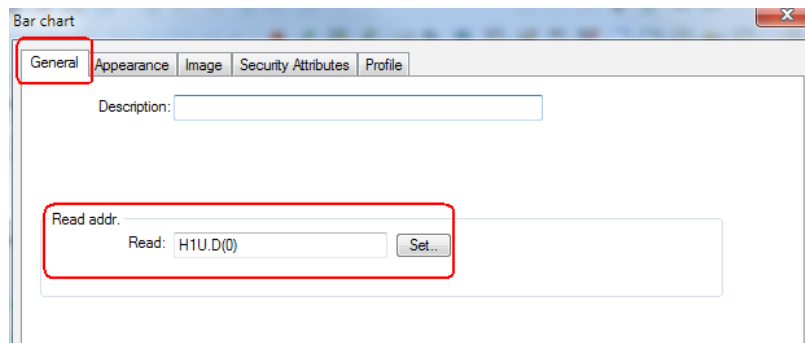 Bar chart
General Appearance Image Security Attributes Profile
Description:
Read addr.
Read: H1U.D(0) Set..